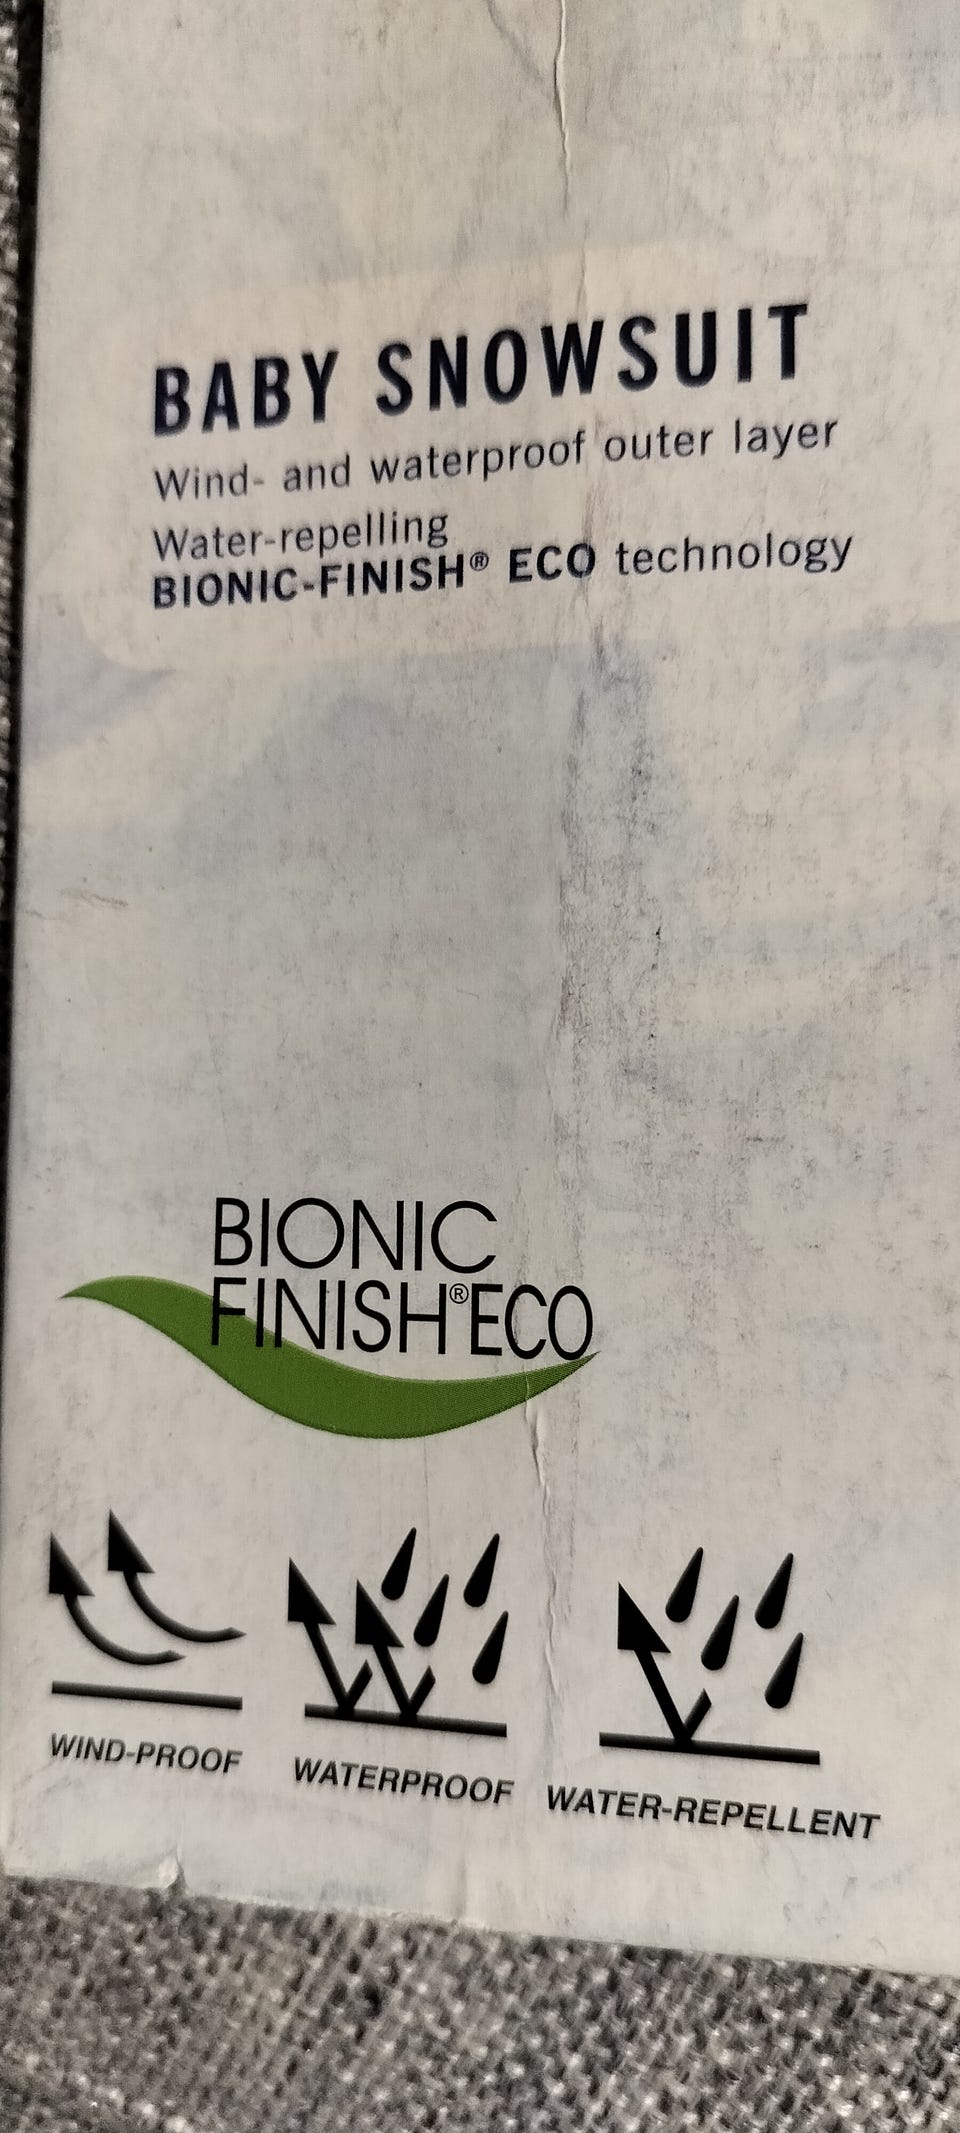 BABY SNOWSUIT
Wind- and waterproof outer layer
Water-repelling
BIONIC-FINISH® ECO technology
BIONIC
FINISH®ECO
WIND-PROOF
WATERPROOF
WATER-REPELLENT